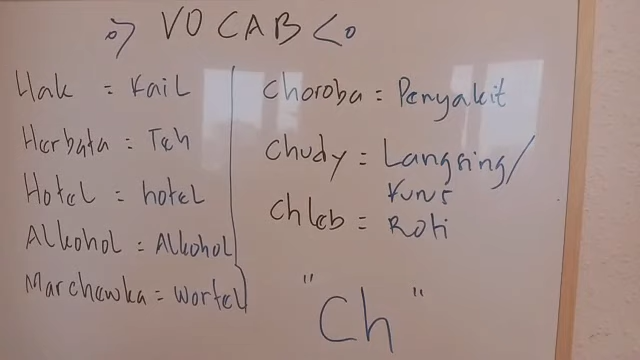 VOCAB
Hak = Kail
Herbata = Teh
Hotel = hotel
Alkohol = Alkohol
Marchewka = wortel
Choroba = Penyakit
Chudy = Langsing/
kurus
Chleb = Roti
"Ch"